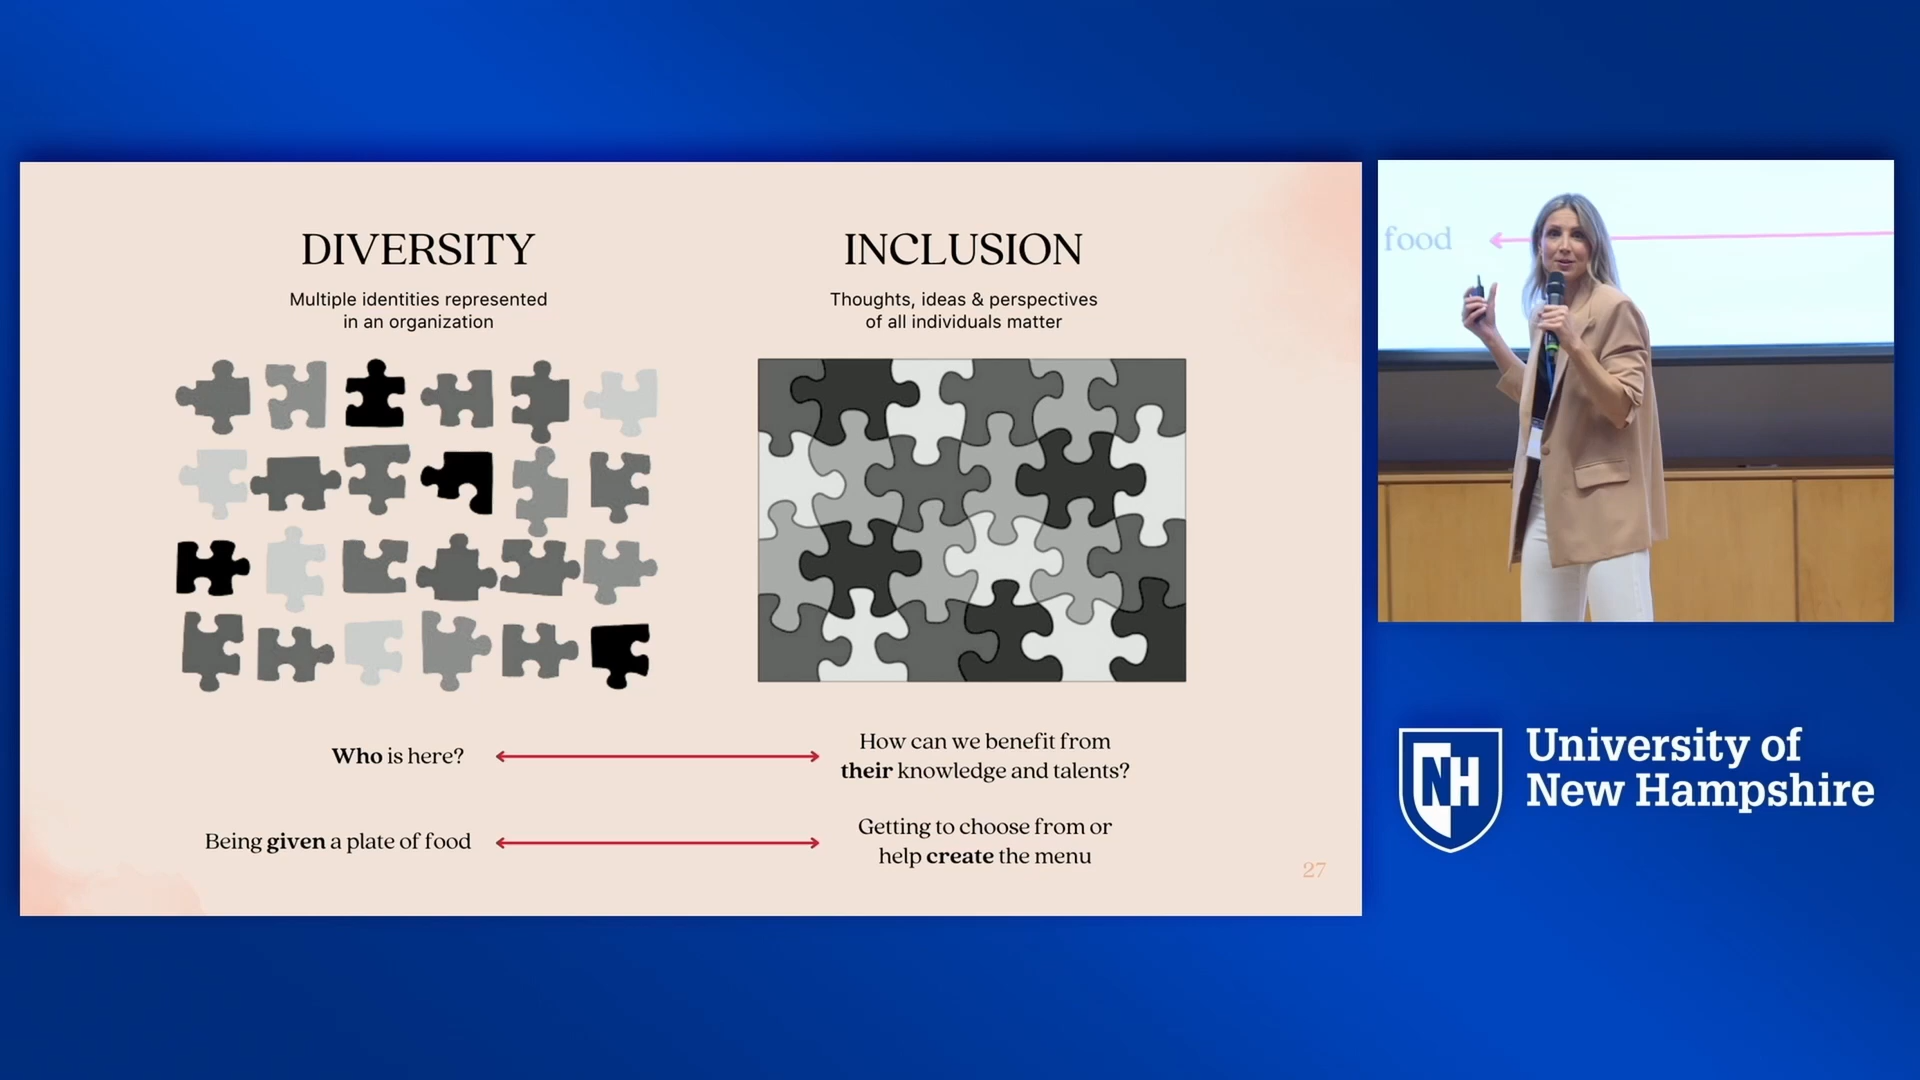 DIVERSITY
Multiple identities represented
in an organization
INCLUSION
Thoughts, ideas & perspectives
of all individuals matter
Who is here?
How can we benefit from
their knowledge and talents?
Being given a plate of food
Getting to choose from or
help create the menu
27
food
NH
University of
New Hampshire